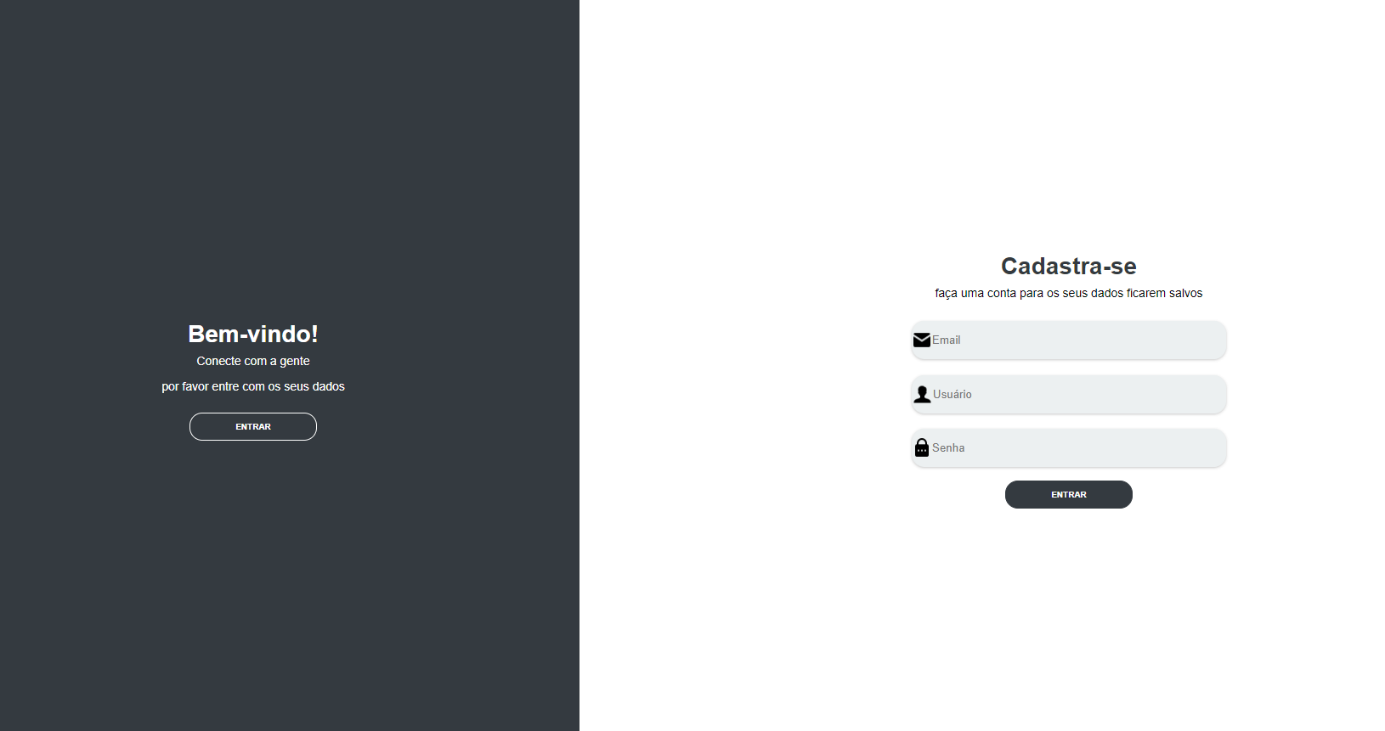 Bem-vindo!
Conecte com a gente
por favor entre com os seus dados
ENTRAR
Cadastra-se
faça uma conta para os seus dados ficarem salvos
Email
Usuário
Senha
ENTRAR